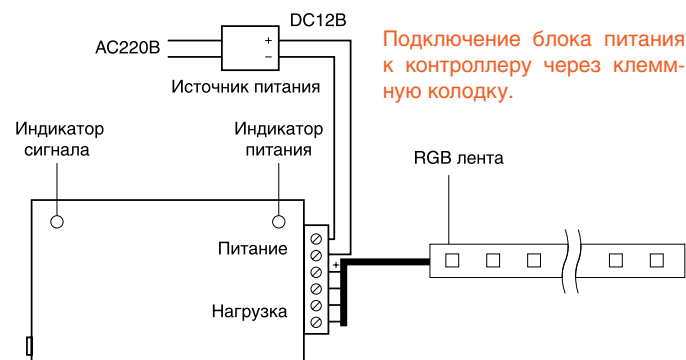 DC12В
AC220В
+
−
Источник питания
Подключение блока питания
к контроллеру через клемм-
ную колодку.
Индикатор
сигнала
Индикатор
питания
RGB лента
Питание
+
Нагрузка